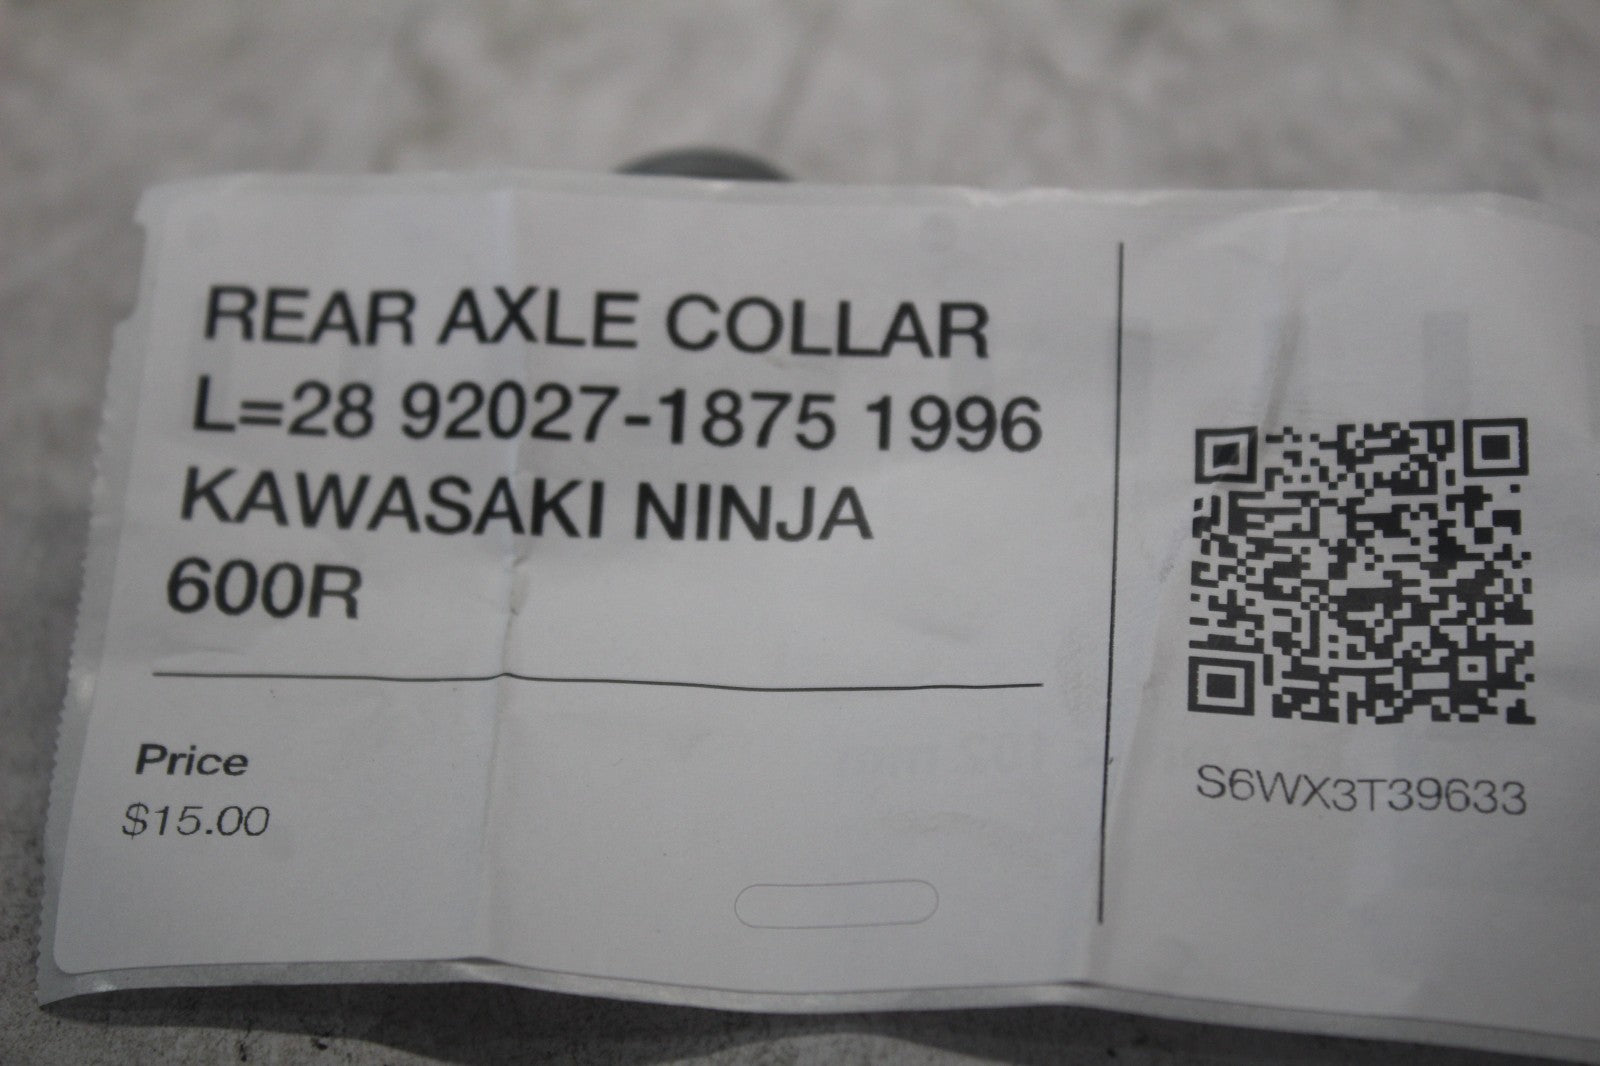 REAR AXLE COLLAR
L=28 92027-1875 1996
KAWASAKI NINJA
600R
Price
$15.00
S6WX3T39633